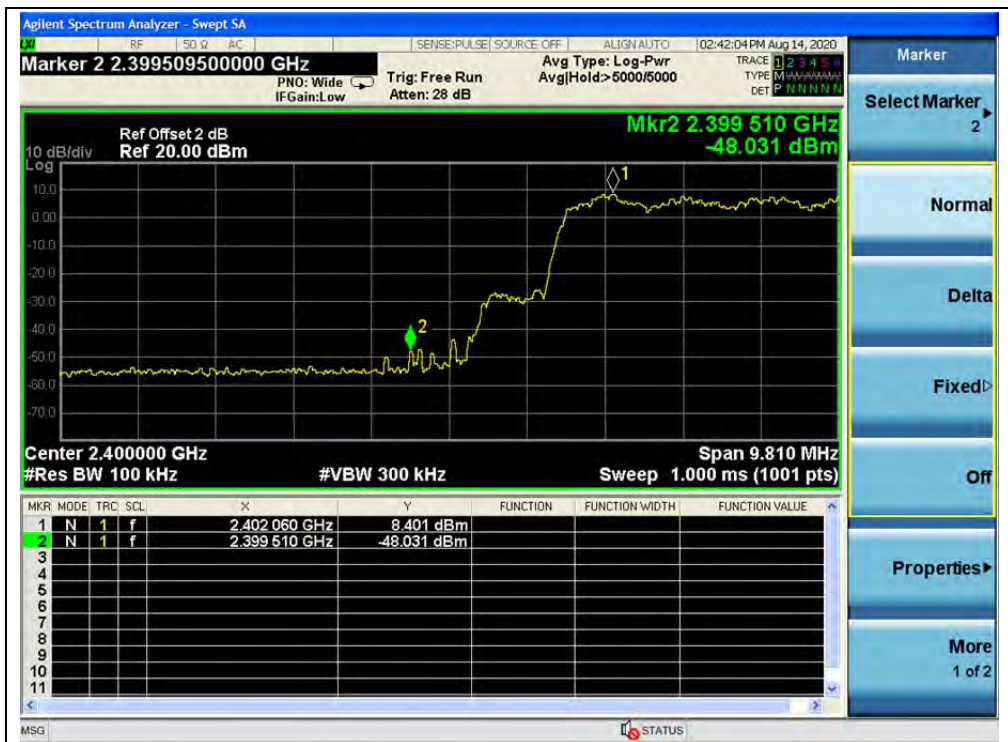 Agilent Spectrum Analyzer - Swept SA
LXI RF 50 Ω AC SENSE:PULSE SOURCE OFF ALIGN AUTO 02:42:04 PM Aug 14, 2020
Marker 2 2.399509500000 GHz
PNO: Wide
IFGain:Low
Trig: Free Run
Atten: 28 dB
Avg Type: Log-Pwr
Avg|Hold:>5000/5000
TRACE 1 2 3 4 5 6
TYPE M
DET P N N N N N
Ref Offset 2 dB
Ref 20.00 dBm
Mkr2 2.399 510 GHz
-48.031 dBm
10 dB/div
Log
10.0
0.00
-10.0
-20.0
-30.0
-40.0
-50.0
-60.0
-70.0
1
2
Center 2.400000 GHz
Span 9.810 MHz
#Res BW 100 kHz #VBW 300 kHz Sweep 1.000 ms (1001 pts)
MKR MODE TRC SCL X Y FUNCTION FUNCTION WIDTH FUNCTION VALUE
1 N 1 f 2.402 060 GHz 8.401 dBm
2 N 1 f 2.399 510 GHz -48.031 dBm
3
4
5
6
7
8
9
10
11
MSG STATUS
Marker
Select Marker
2
Normal
Delta
Fixed
Off
Properties
More
1 of 2